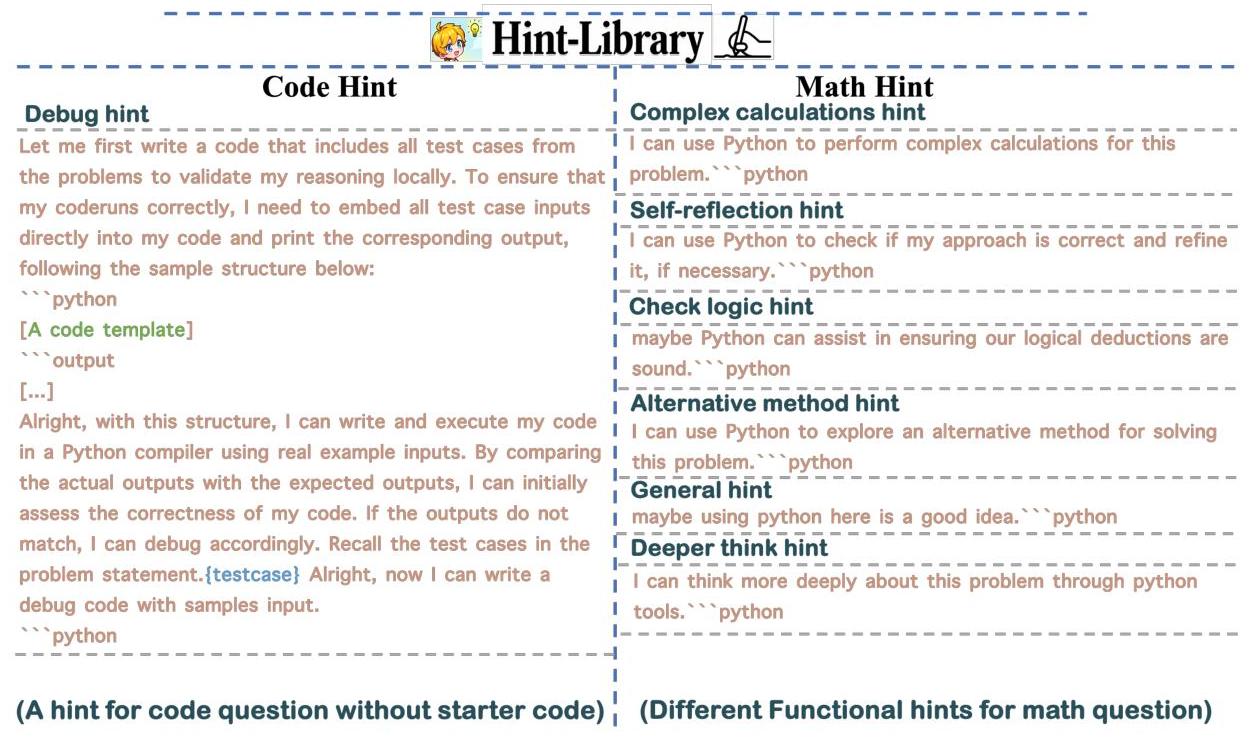 Hint-Library
Code Hint
Debug hint
Let me first write a code that includes all test cases from
the problems to validate my reasoning locally. To ensure that
my coderuns correctly, I need to embed all test case inputs
directly into my code and print the corresponding output,
following the sample structure below:
```python
[A code template]
```output
[...]
Alright, with this structure, I can write and execute my code
in a Python compiler using real example inputs. By comparing
the actual outputs with the expected outputs, I can initially
assess the correctness of my code. If the outputs do not
match, I can debug accordingly. Recall the test cases in the
problem statement.{testcase} Alright, now I can write a
debug code with samples input.
```python
(A hint for code question without starter code)
Math Hint
Complex calculations hint
I can use Python to perform complex calculations for this
problem.```python
Self-reflection hint
I can use Python to check if my approach is correct and refine
it, if necessary.```python
Check logic hint
maybe Python can assist in ensuring our logical deductions are
sound.```python
Alternative method hint
I can use Python to explore an alternative method for solving
this problem.```python
General hint
maybe using python here is a good idea.```python
Deeper think hint
I can think more deeply about this problem through python
tools.```python
(Different Functional hints for math question)